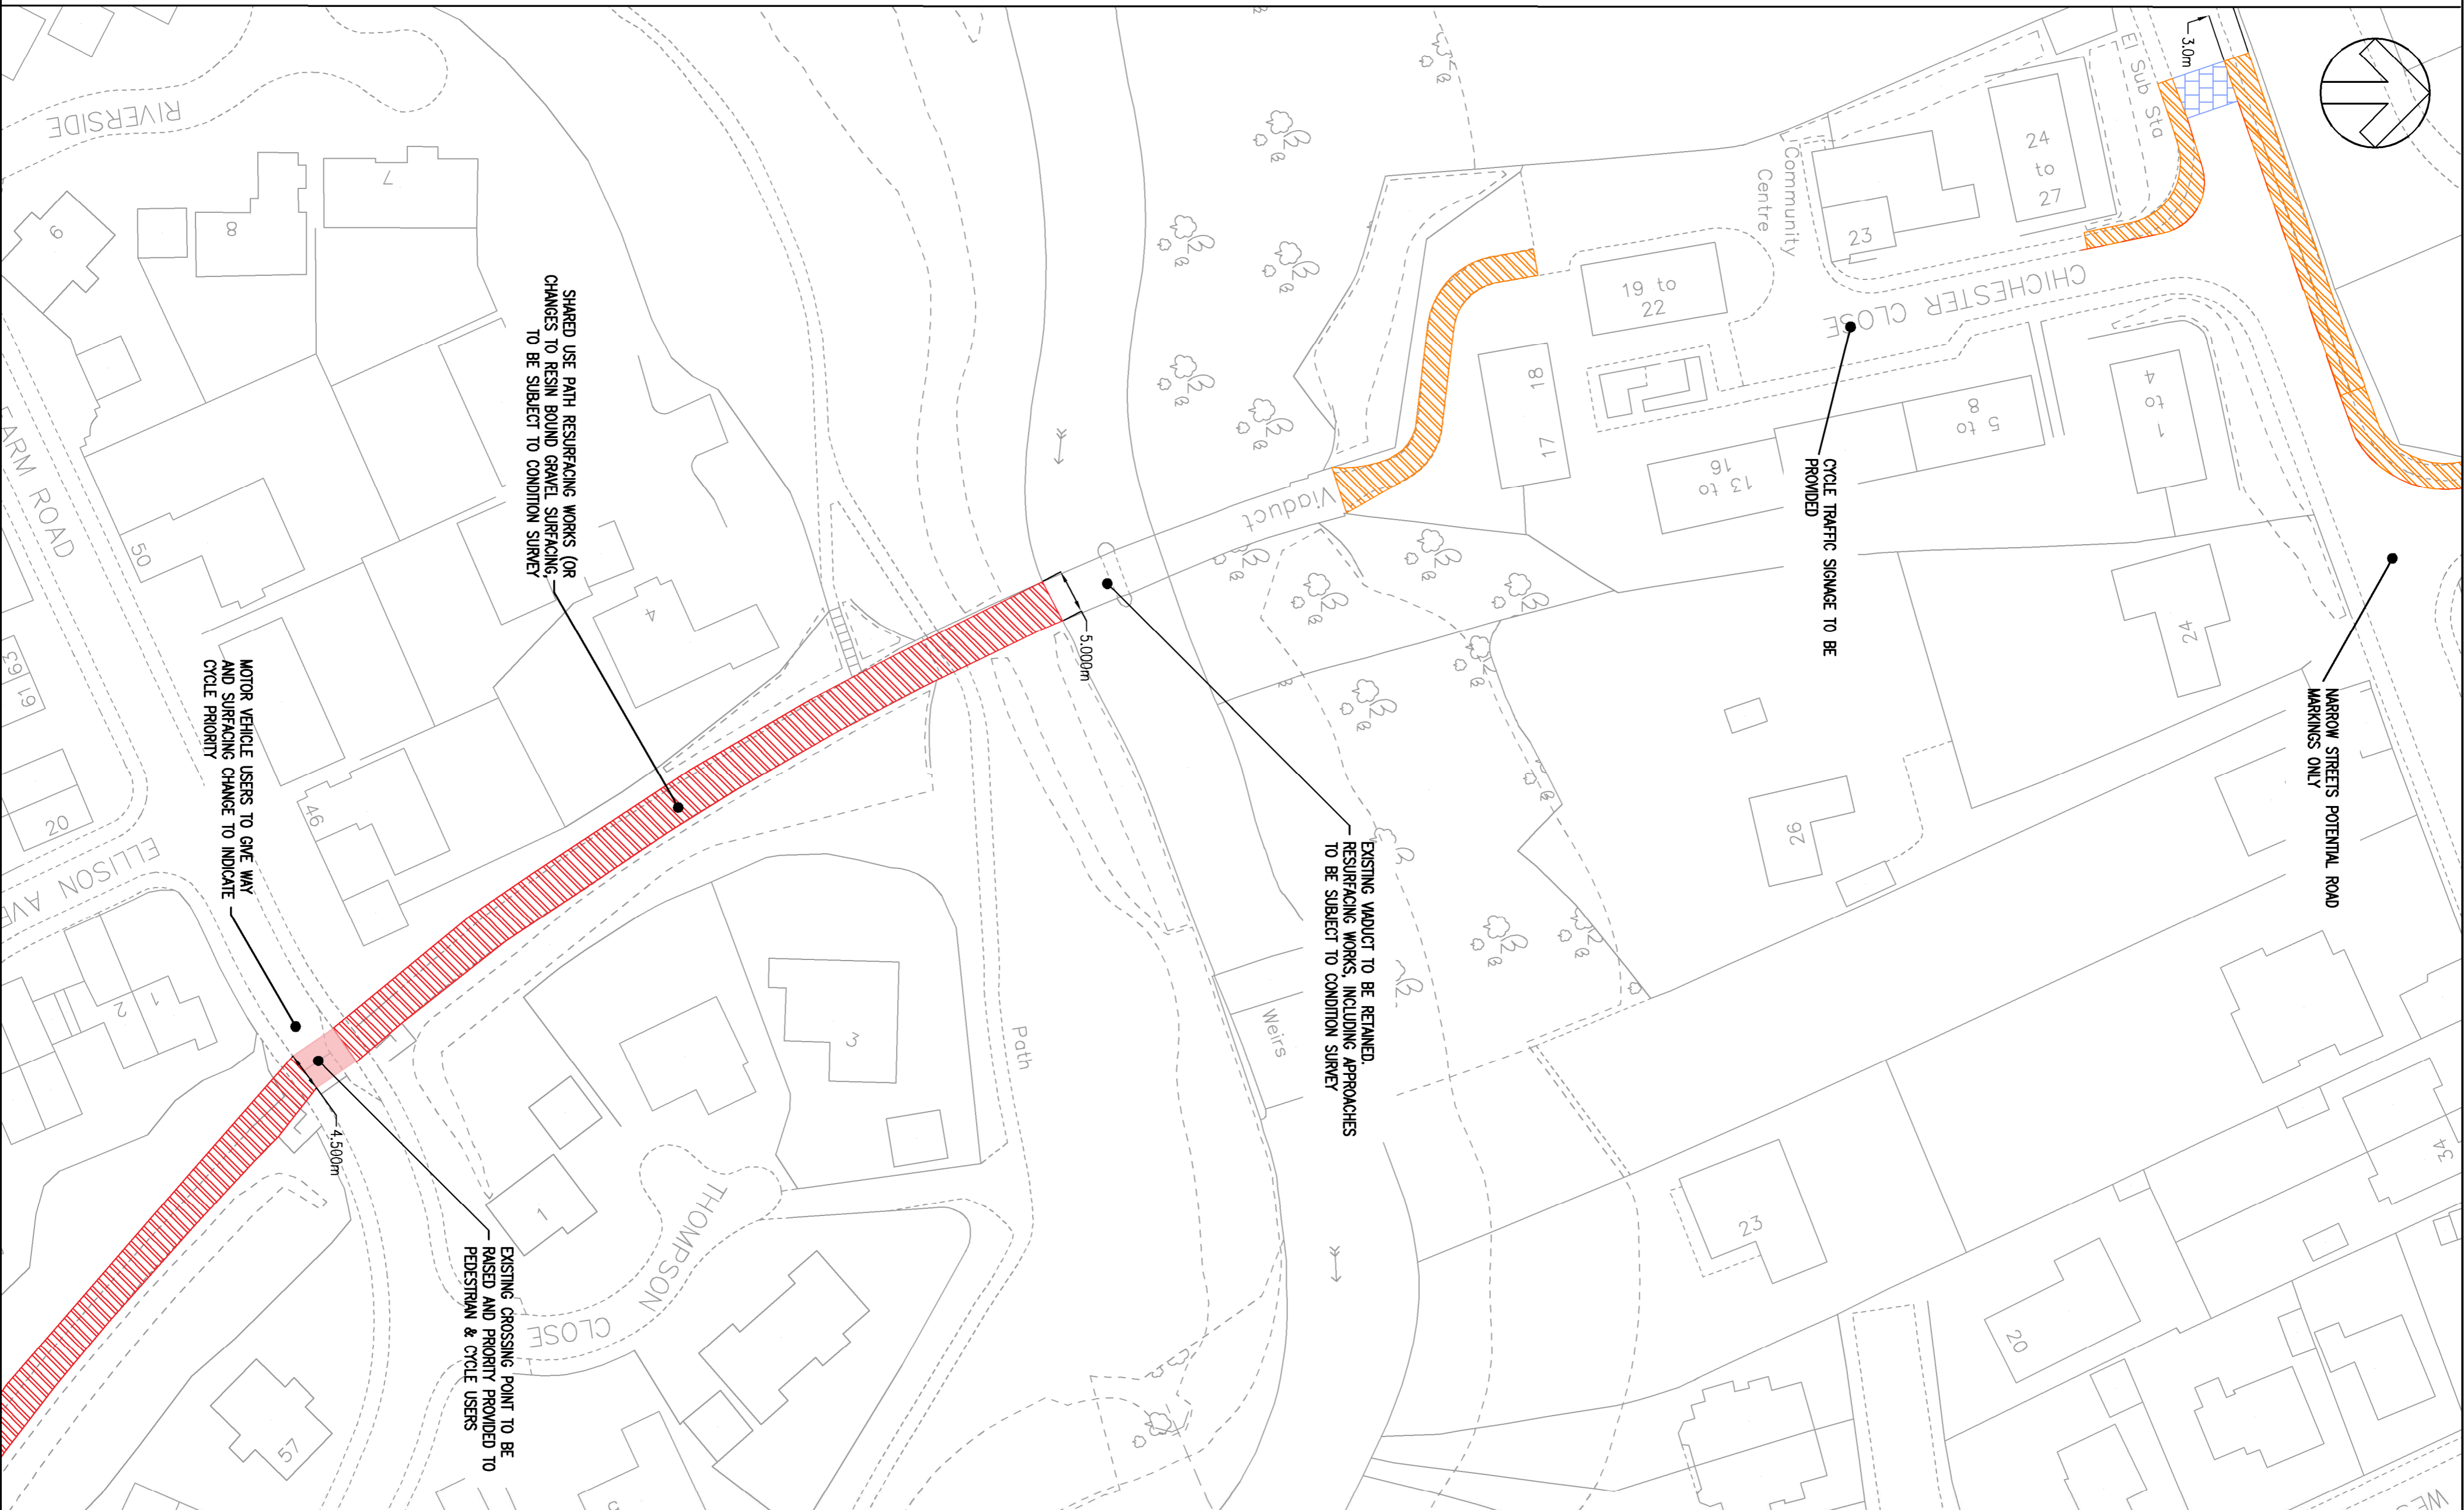 3.0m
El Sub Sta
24
to
27
23
Community
Centre
CHICHESTER CLOSE
19 to
22
18
17
13 to
16
5 to
8
1
to
4
24
26
NARROW STREETS POTENTIAL ROAD
MARKINGS ONLY
CYCLE TRAFFIC SIGNAGE TO BE
PROVIDED
Viaduct
EXISTING VIADUCT TO BE RETAINED.
RESURFACING WORKS, INCLUDING APPROACHES
TO BE SUBJECT TO CONDITION SURVEY
5.000m
SHARED USE PATH RESURFACING WORKS (OR
CHANGES TO RESIN BOUND GRAVEL SURFACING,
TO BE SUBJECT TO CONDITION SURVEY
RIVERSIDE
7
8
9
ARM ROAD
50
4
46
63
61
20
ELLISON AVE
1
2
MOTOR VEHICLE USERS TO GIVE WAY
AND SURFACING CHANGE TO INDICATE
CYCLE PRIORITY
4.500m
EXISTING CROSSING POINT TO BE
RAISED AND PRIORITY PROVIDED TO
PEDESTRIAN & CYCLE USERS
Path
Weirs
3
1
THOMPSON
CLOSE
57
23
20
34
WE